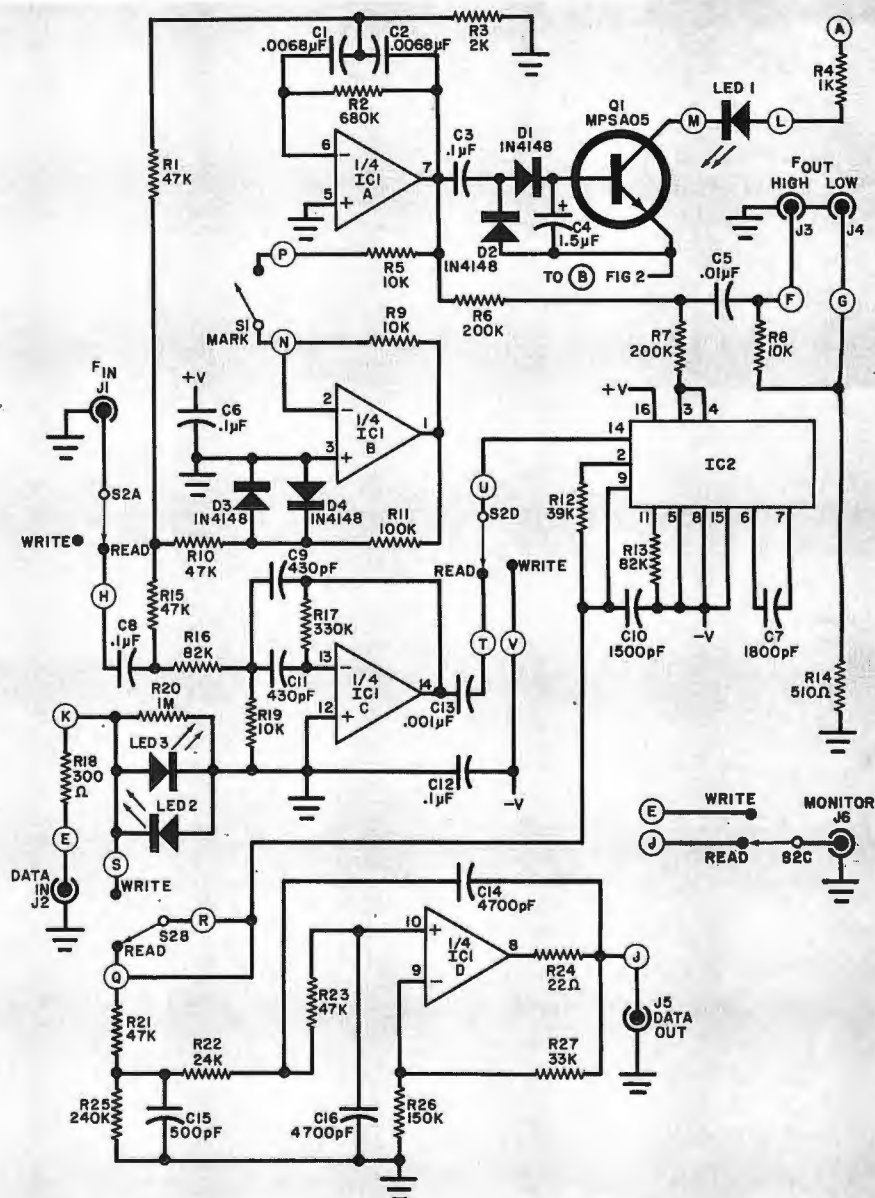 C1
.0068µF
C2
.0068µF
R3
2K
A
R4
1K
LED 1
R2
680K
Q1
MPSA05
M
L
C3
.1µF
D1
1N4148
1/4
IC1
A
6
5
7
R1
47K
FOUT
HIGH
LOW
J3
J4
C4
1.5µF
D2
1N4148
P
R5
10K
TO B FIG 2
C5
.01µF
F
G
S1
MARK
N
R9
10K
R6
200K
R7
200K
R8
10K
FIN
J1
+V
C6
.1µF
2
3
1
1/4
IC1
B
+V
16
3
4
14
2
9
IC2
11
5
8
15
6
7
S2A
D3
1N4148
D4
1N4148
R11
100K
U
S2D
R12
39K
R13
82K
WRITE
READ
R10
47K
C9
430pF
READ
WRITE
H
R15
47K
R17
330K
C8
.1µF
R16
82K
C11
430pF
13
12
14
1/4
IC1
C
T
V
C10
1500pF
-V
C7
1800pF
R20
1M
R19
10K
C13
.001µF
R14
510Ω
K
R18
300
Ω
LED3
LED2
C12
.1µF
-V
E
S
WRITE
DATA
IN
J2
E
WRITE
MONITOR
J6
J
READ
S2C
S2B
R
READ
C14
4700pF
Q
10
9
8
1/4
IC1
D
R24
22Ω
J
R21
47K
R22
24K
R23
47K
J5
DATA
OUT
R27
33K
R25
240K
C15
500pF
C16
4700pF
R26
150K